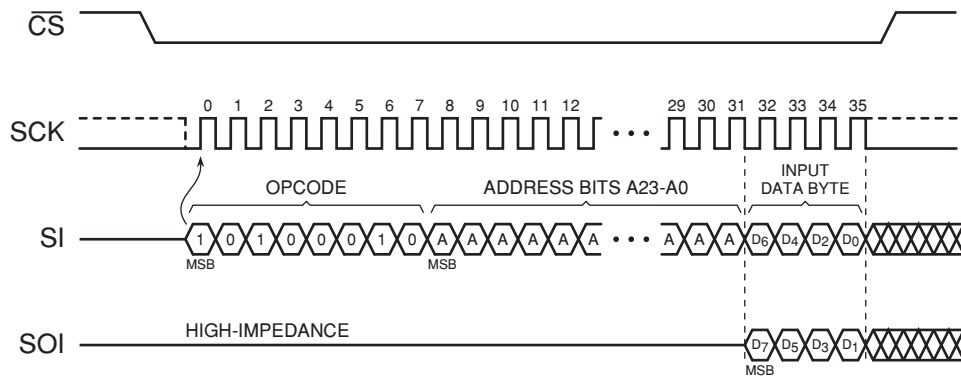 CS
0 1 2 3 4 5 6 7 8 9 10 11 12 29 30 31 32 33 34 35
SCK
OPCODE
ADDRESS BITS A23-A0
INPUT
DATA BYTE
SI 1 0 1 0 0 0 1 0 A A A A A A • • • A A A D6 D4 D2 D0
MSB MSB
HIGH-IMPEDANCE
SOI D7 D5 D3 D1
MSB